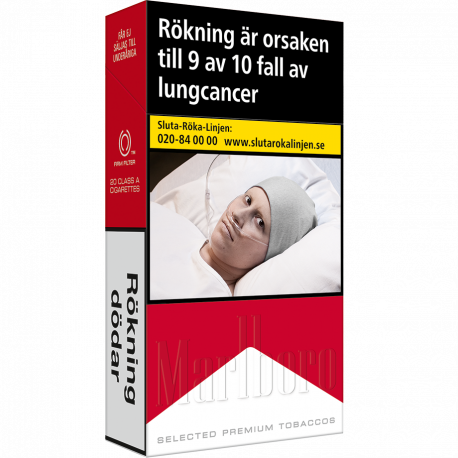 Rökning är orsaken
till 9 av 10 fall av
lungcancer
Sluta-Röka-Linjen:
020-84 00 00 www.slutarokalinjen.se
Marlboro
SELECTED PREMIUM TOBACCOS
FÅR EJ
SÄLJAS TILL
UNDERÅRIGA
TM
FIRM FILTER
20 CLASS A
CIGARETTES
Rökning
dödar